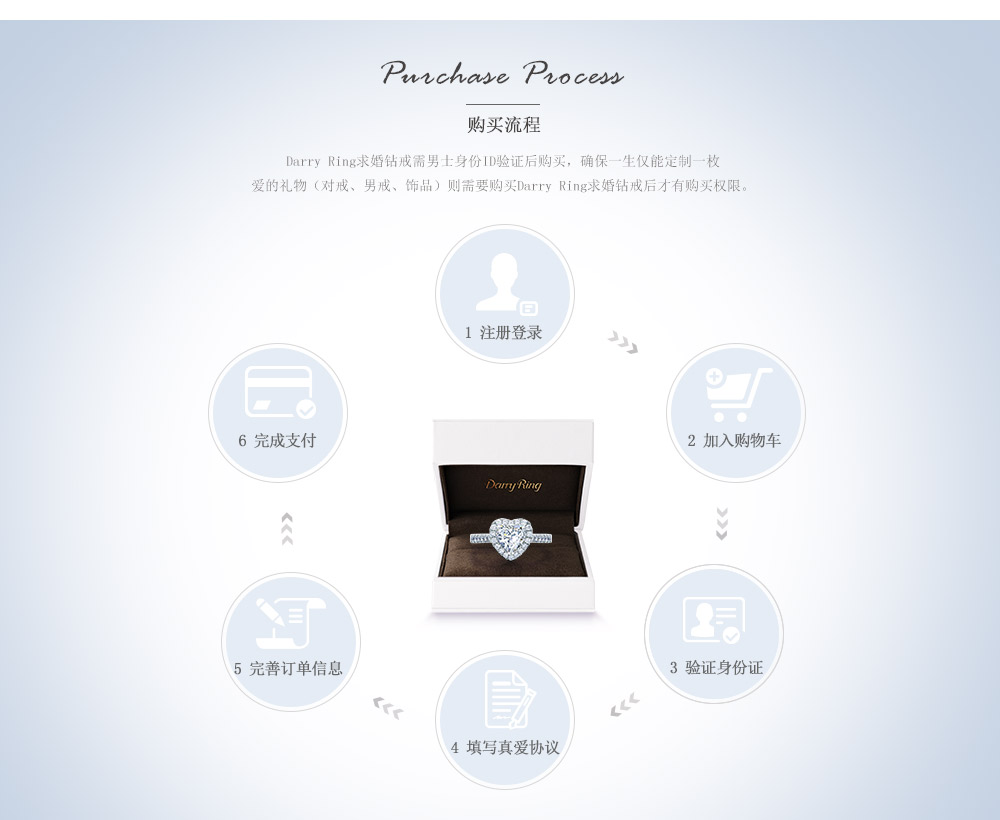 Purchase Process
购买流程
Darry Ring求婚钻戒需男士身份ID验证后购买，确保一生仅能定制一枚
爱的礼物（对戒、男戒、饰品）则需要购买Darry Ring求婚钻戒后才有购买权限。
1 注册登录
2 加入购物车
3 验证身份证
4 填写真爱协议
5 完善订单信息
6 完成支付
Darry Ring